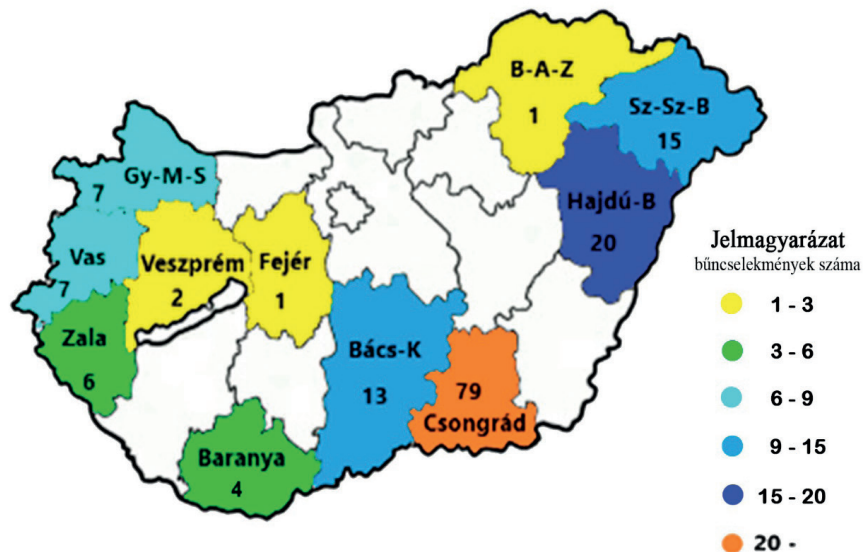 B-A-Z
1
Sz-Sz-B
15
Gy-M-S
7
Hajdú-B
20
Vas
7
Veszprém
2
Fejér
1
Zala
6
Bács-K
13
79
Csongrád
Baranya
4
Jelmagyarázat
bűncselekmények száma
1 - 3
3 - 6
6 - 9
9 - 15
15 - 20
20 -